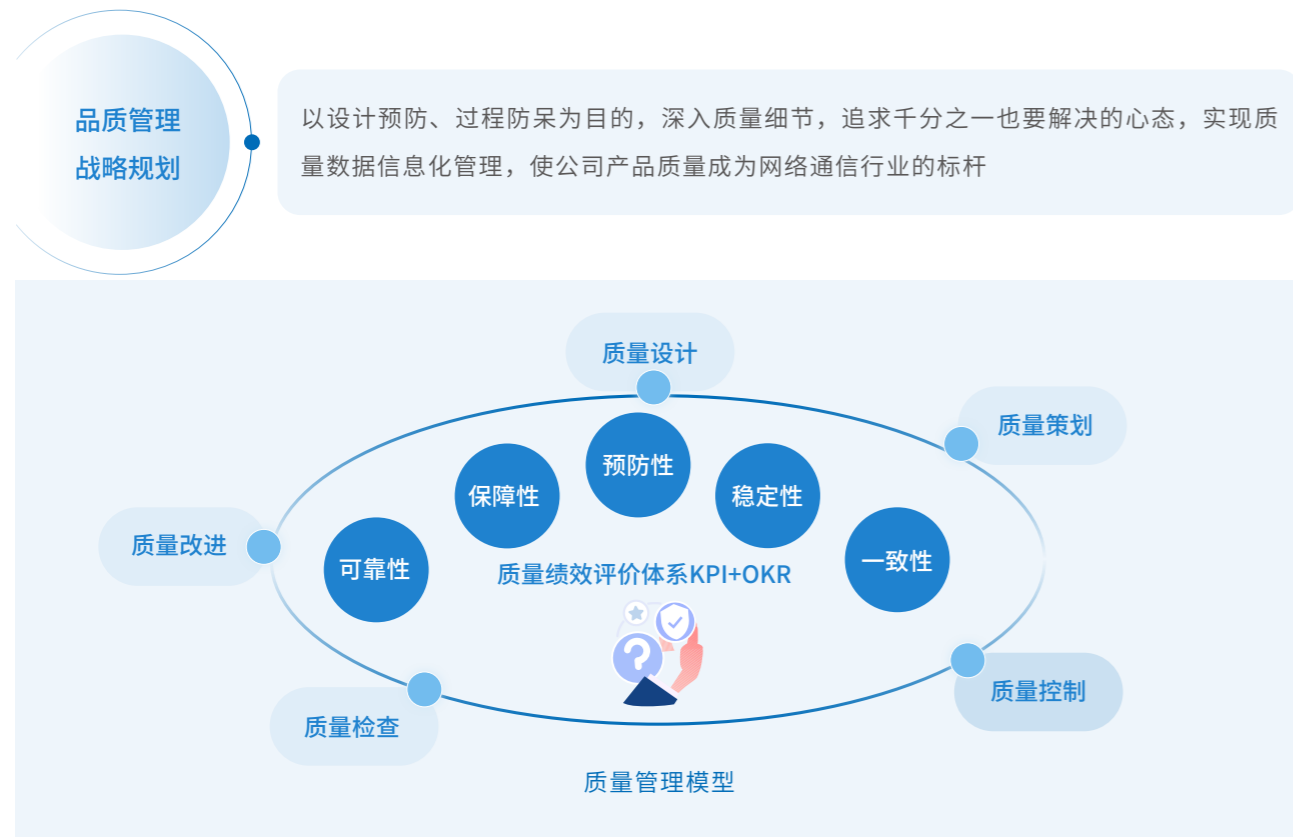 品质管理
战略规划
以设计预防、过程防呆为目的，深入质量细节，追求千分之一也要解决的心态，实现质
量数据信息化管理，使公司产品质量成为网络通信行业的标杆
质量设计
质量策划
预防性
保障性
稳定性
质量改进
可靠性
一致性
质量绩效评价体系KPI+OKR
质量控制
质量检查
质量管理模型